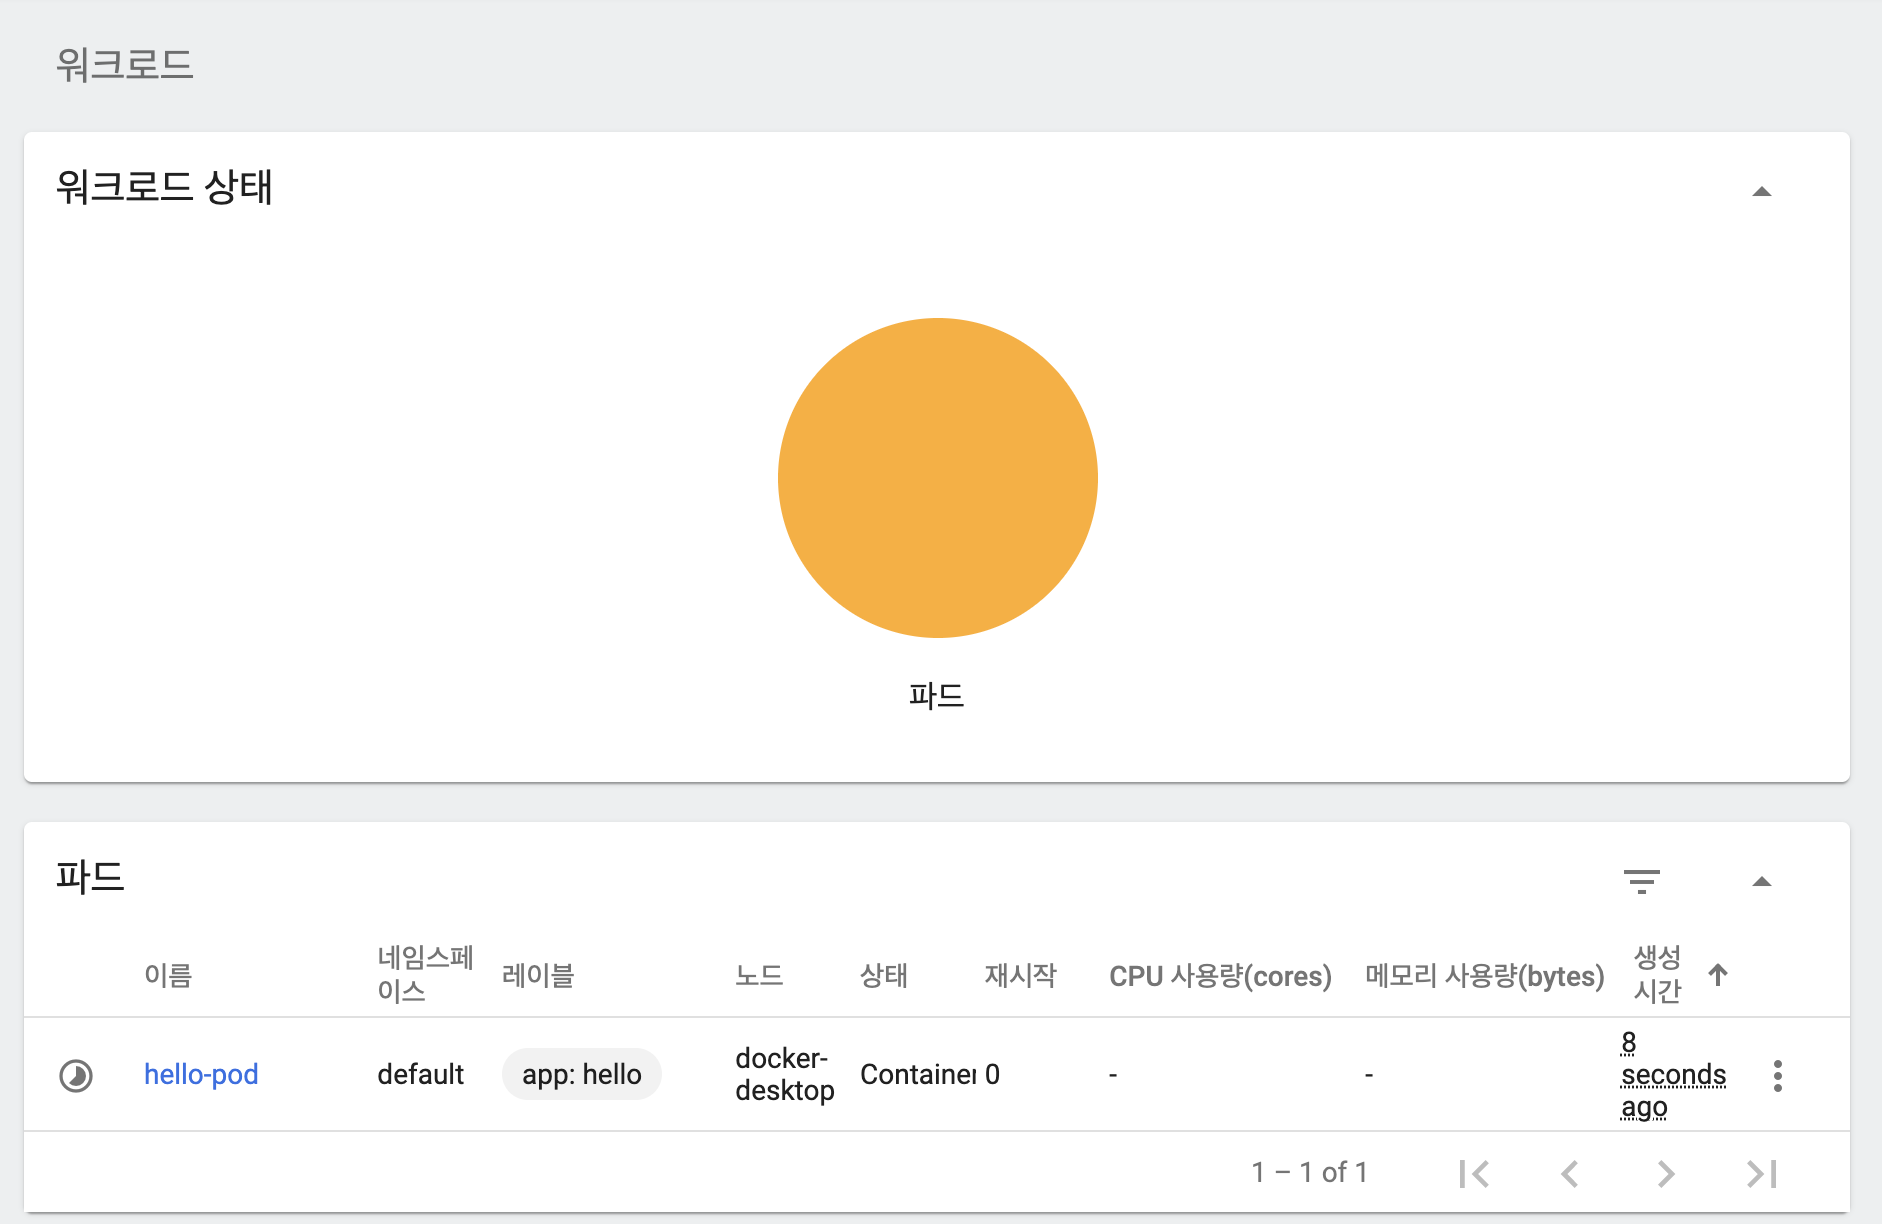 워크로드
워크로드 상태
파드
파드
이름
네임스페
이스
레이블
노드
상태
재시작
CPU 사용량(cores)
메모리 사용량(bytes)
생성
시간
hello-pod
default
app: hello
docker-
desktop
Container
0
-
-
8
seconds
ago
1 – 1 of 1